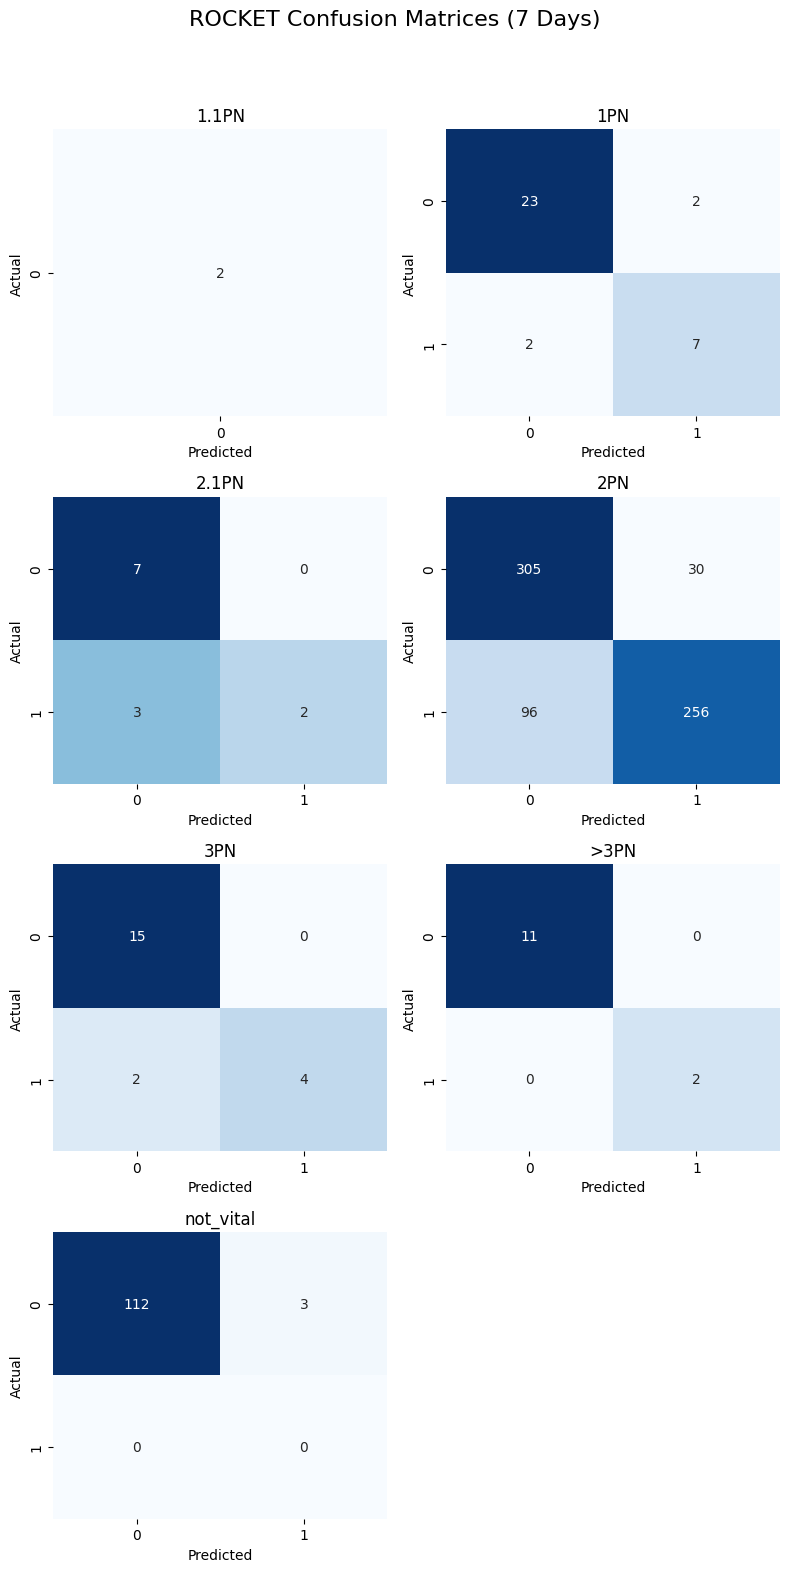 ROCKET Confusion Matrices (7 Days)
1.1PN
Actual
0
2
0
Predicted
1PN
Actual
0
23 2
1
2 7
0 1
Predicted
2.1PN
Actual
0
7 0
1
3 2
0 1
Predicted
2PN
Actual
0
305 30
1
96 256
0 1
Predicted
3PN
Actual
0
15 0
1
2 4
0 1
Predicted
>3PN
Actual
0
11 0
1
0 2
0 1
Predicted
not_vital
Actual
0
112 3
1
0 0
0 1
Predicted